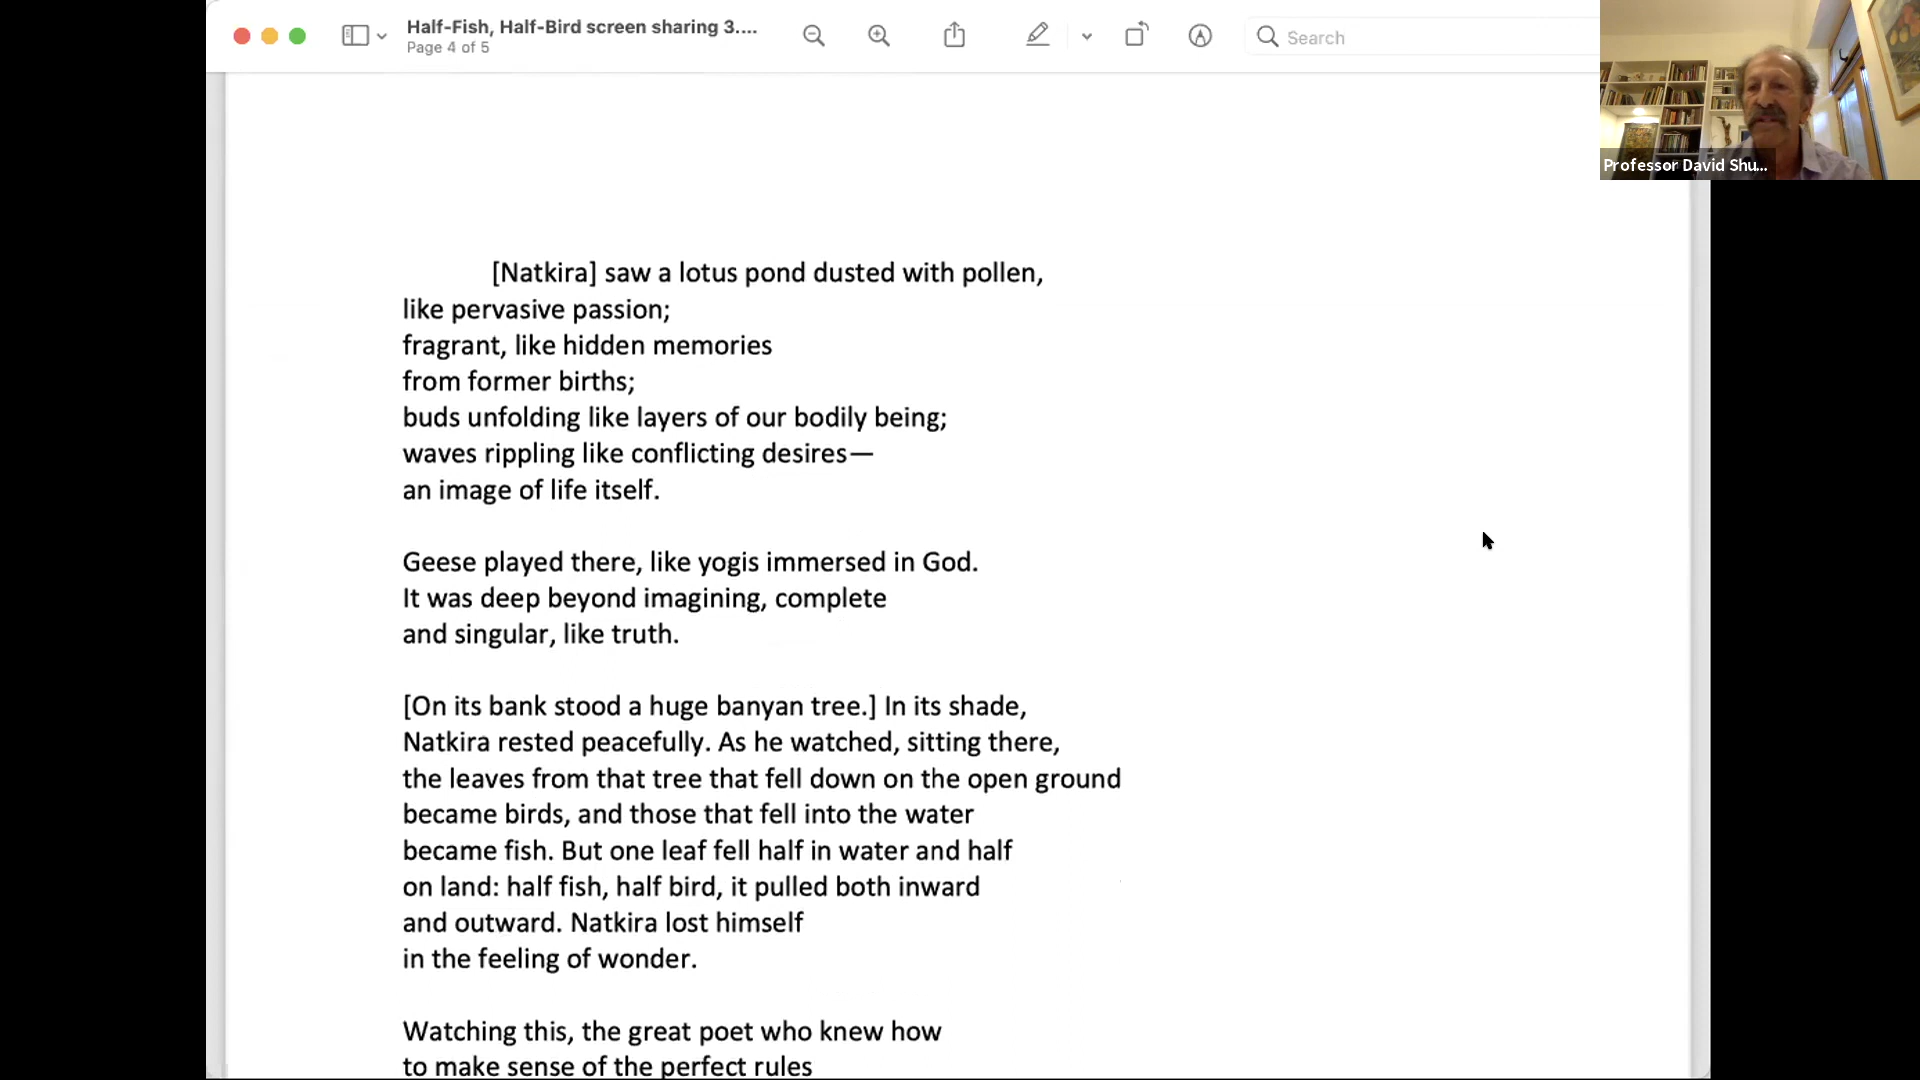 Half-Fish, Half-Bird screen sharing 3....
Page 4 of 5
Search
Professor David Shu...
[Natkira] saw a lotus pond dusted with pollen,
like pervasive passion;
fragrant, like hidden memories
from former births;
buds unfolding like layers of our bodily being;
waves rippling like conflicting desires—
an image of life itself.
Geese played there, like yogis immersed in God.
It was deep beyond imagining, complete
and singular, like truth.
[On its bank stood a huge banyan tree.] In its shade,
Natkira rested peacefully. As he watched, sitting there,
the leaves from that tree that fell down on the open ground
became birds, and those that fell into the water
became fish. But one leaf fell half in water and half
on land: half fish, half bird, it pulled both inward
and outward. Natkira lost himself
in the feeling of wonder.
Watching this, the great poet who knew how
to make sense of the perfect rules